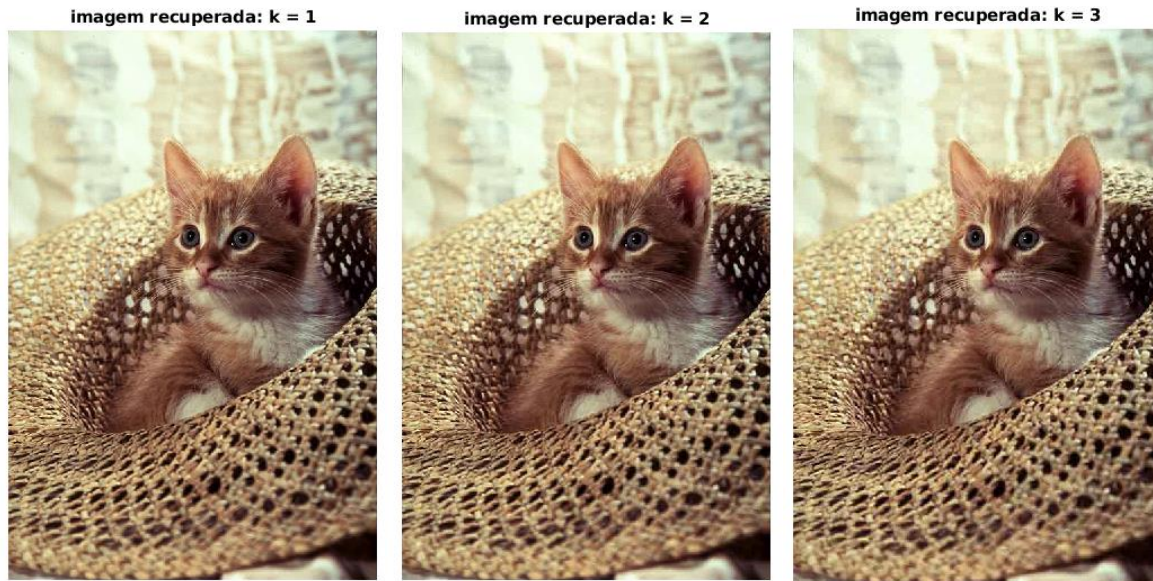 imagem recuperada: k = 1
imagem recuperada: k = 2
imagem recuperada: k = 3